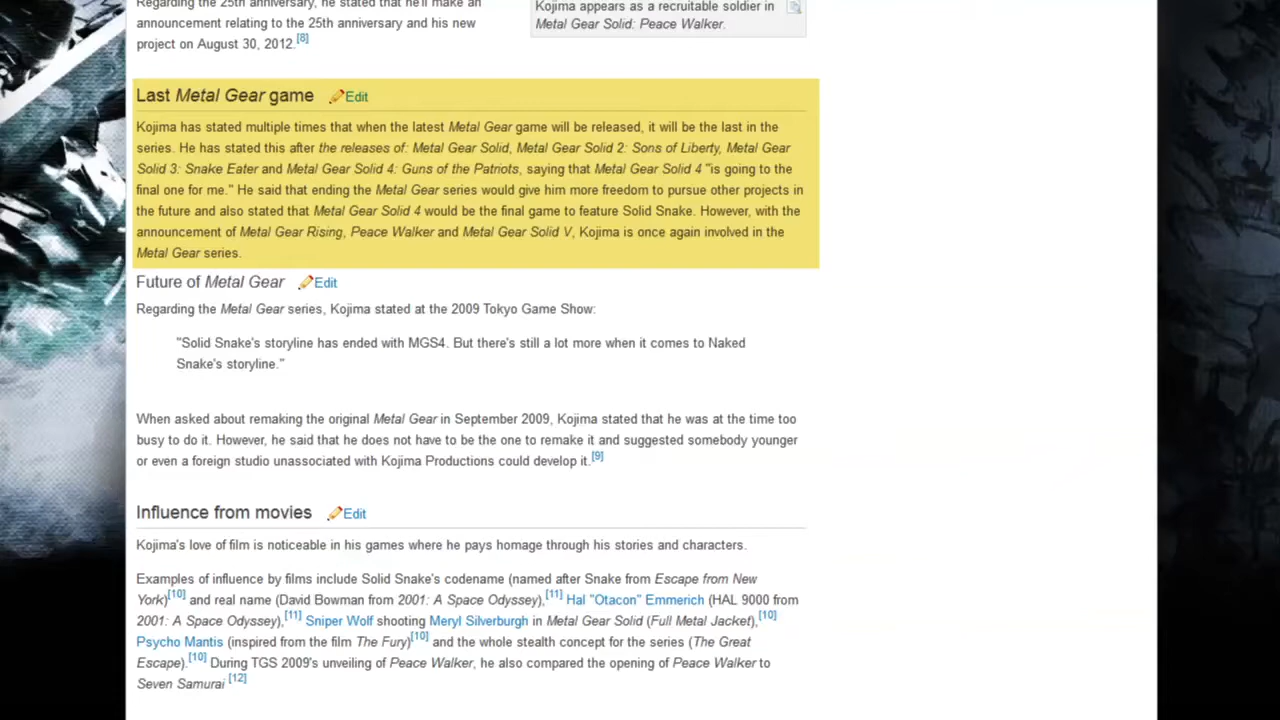 Regarding the 25th anniversary, he stated that he'll make an
announcement relating to the 25th anniversary and his new
project on August 30, 2012.[8]
Kojima appears as a recruitable soldier in
Metal Gear Solid: Peace Walker.
Last Metal Gear game Edit
Kojima has stated multiple times that when the latest Metal Gear game will be released, it will be the last in the
series. He has stated this after the releases of: Metal Gear Solid, Metal Gear Solid 2: Sons of Liberty, Metal Gear
Solid 3: Snake Eater and Metal Gear Solid 4: Guns of the Patriots, saying that Metal Gear Solid 4 "is going to the
final one for me." He said that ending the Metal Gear series would give him more freedom to pursue other projects in
the future and also stated that Metal Gear Solid 4 would be the final game to feature Solid Snake. However, with the
announcement of Metal Gear Rising, Peace Walker and Metal Gear Solid V, Kojima is once again involved in the
Metal Gear series.
Future of Metal Gear Edit
Regarding the Metal Gear series, Kojima stated at the 2009 Tokyo Game Show:
"Solid Snake's storyline has ended with MGS4. But there's still a lot more when it comes to Naked
Snake's storyline."
When asked about remaking the original Metal Gear in September 2009, Kojima stated that he was at the time too
busy to do it. However, he said that he does not have to be the one to remake it and suggested somebody younger
or even a foreign studio unassociated with Kojima Productions could develop it.[9]
Influence from movies Edit
Kojima's love of film is noticeable in his games where he pays homage through his stories and characters.
Examples of influence by films include Solid Snake's codename (named after Snake from Escape from New
York)[10] and real name (David Bowman from 2001: A Space Odyssey),[11] Hal "Otacon" Emmerich (HAL 9000 from
2001: A Space Odyssey),[11] Sniper Wolf shooting Meryl Silverburgh in Metal Gear Solid (Full Metal Jacket),[10]
Psycho Mantis (inspired from the film The Fury)[10] and the whole stealth concept for the series (The Great
Escape).[10] During TGS 2009's unveiling of Peace Walker, he also compared the opening of Peace Walker to
Seven Samurai [12]